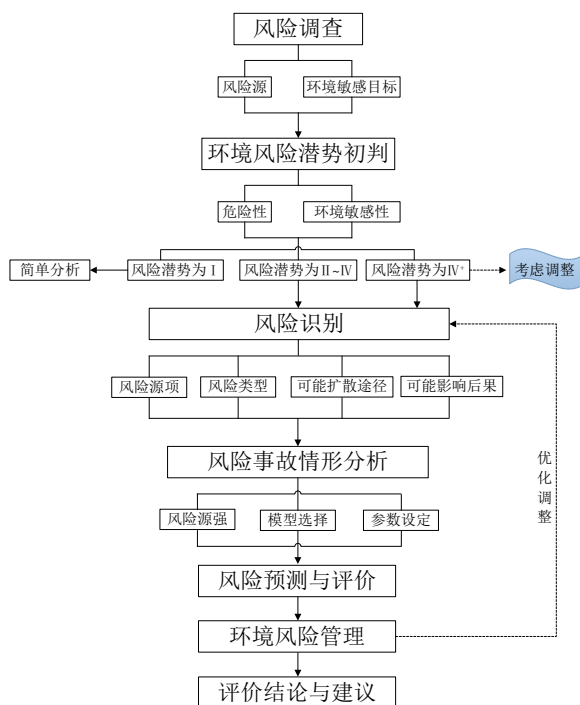 风险调查
风险源
环境敏感目标
环境风险潜势初判
危险性
环境敏感性
简单分析
风险潜势为Ⅰ
风险潜势为Ⅱ~Ⅳ
风险潜势为Ⅳ⁺
考虑调整
风险识别
风险源项
风险类型
可能扩散途径
可能影响后果
风险事故情形分析
优化调整
风险源强
模型选择
参数设定
风险预测与评价
环境风险管理
评价结论与建议